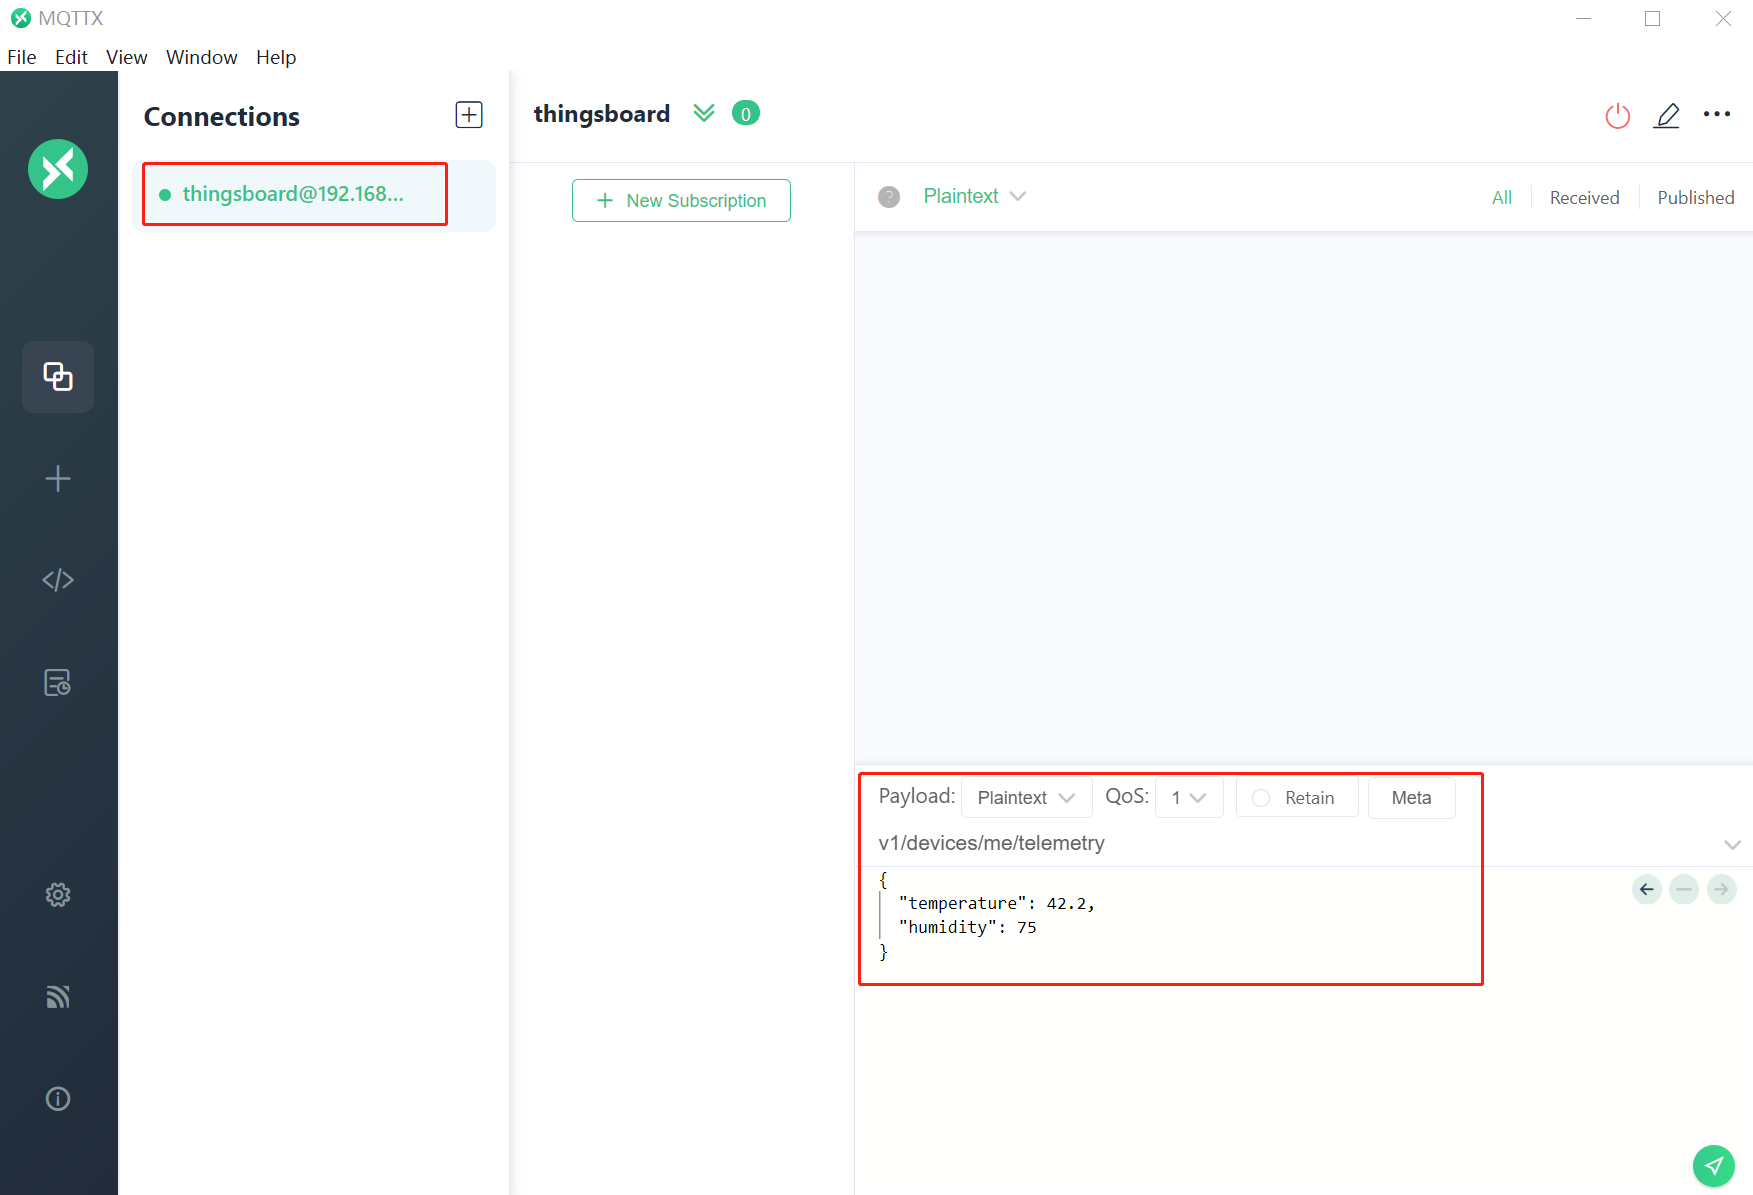 MQTTX
File Edit View Window Help
Connections
thingsboard@192.168...
thingsboard 0
New Subscription
? Plaintext
All Received Published
Payload: Plaintext QoS: 1 Retain Meta
v1/devices/me/telemetry
{
"temperature": 42.2,
"humidity": 75
}